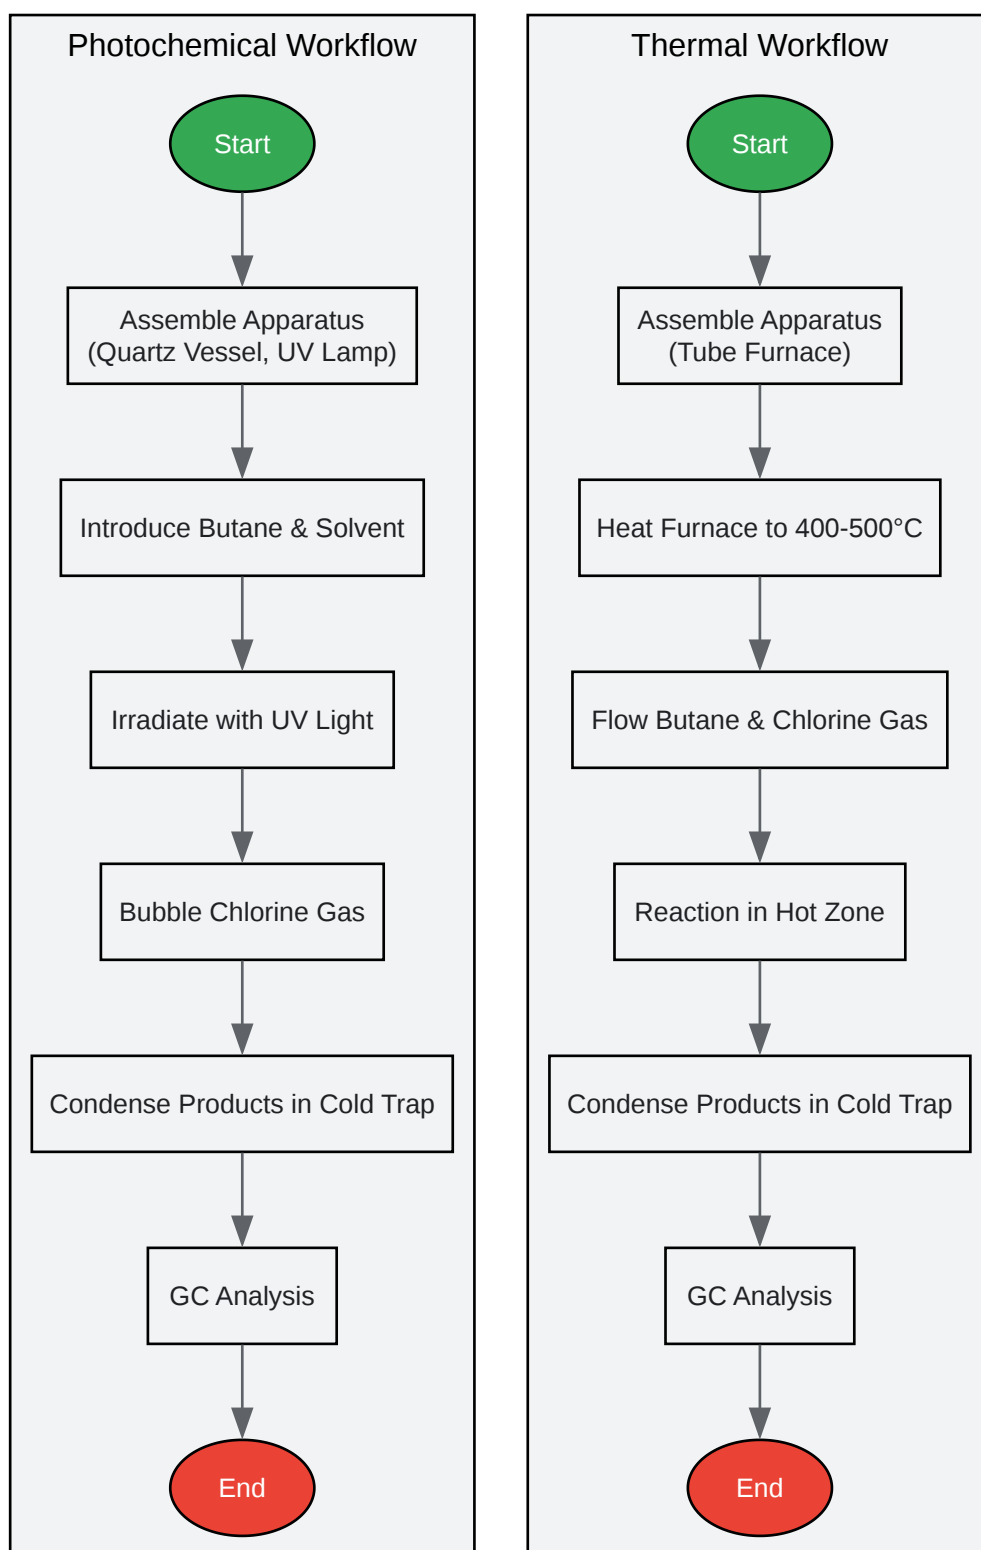 Photochemical Workflow
Start
Assemble Apparatus
(Quartz Vessel, UV Lamp)
Introduce Butane & Solvent
Irradiate with UV Light
Bubble Chlorine Gas
Condense Products in Cold Trap
GC Analysis
End
Thermal Workflow
Start
Assemble Apparatus
(Tube Furnace)
Heat Furnace to 400-500°C
Flow Butane & Chlorine Gas
Reaction in Hot Zone
Condense Products in Cold Trap
GC Analysis
End